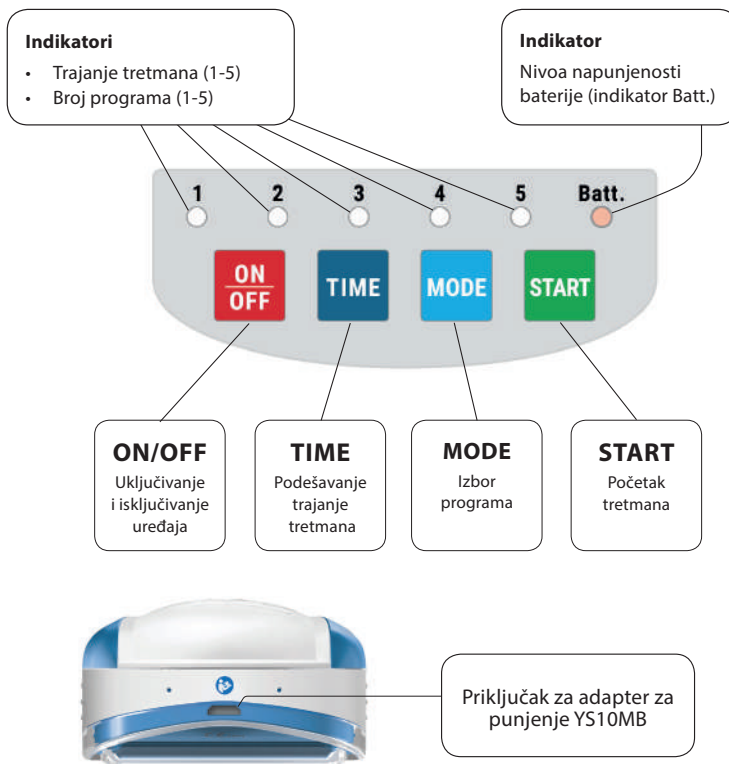 Indikatori
• Trajanje tretmana (1-5)
• Broj programa (1-5)
Indikator
Nivoa napunjenosti
baterije (indikator Batt.)
1 2 3 4 5 Batt.
ON
OFF
TIME
MODE
START
ON/OFF
Uključivanje
i isključivanje
uređaja
TIME
Podešavanje
trajanje
tretmana
MODE
Izbor
programa
START
Početak
tretmana
Priključak za adapter za
punjenje YS10MB